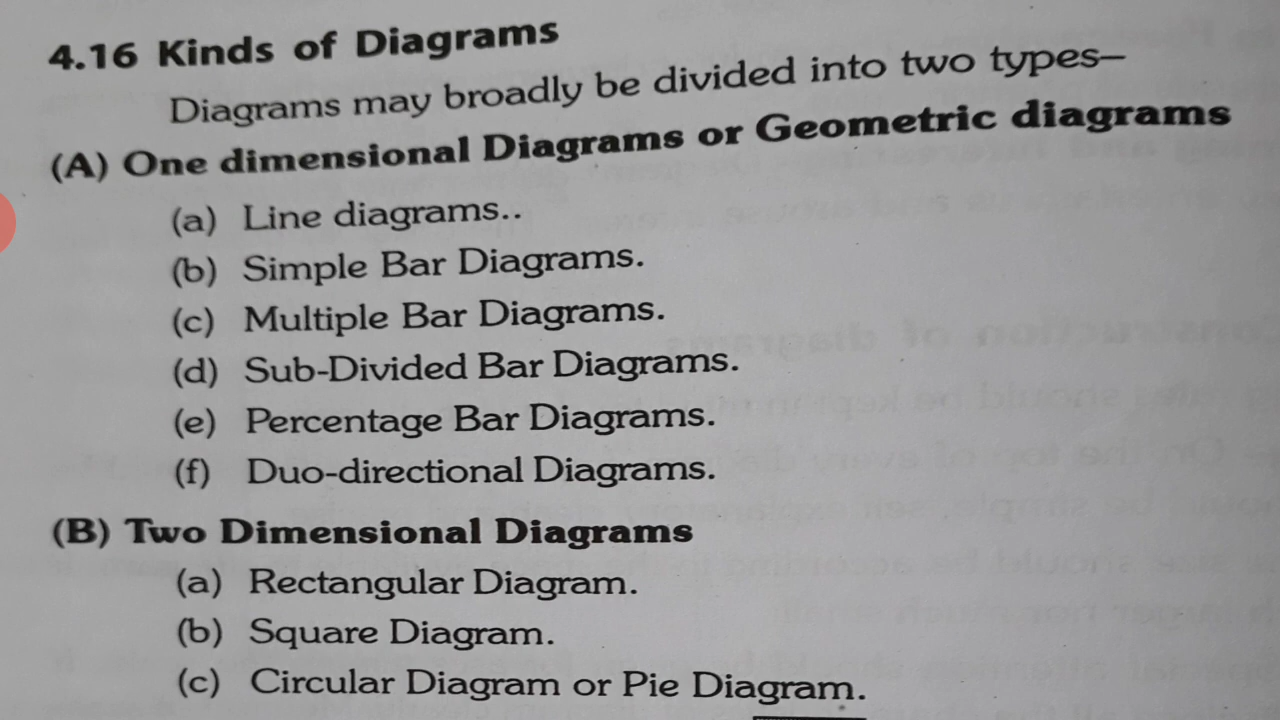 4.16 Kinds of Diagrams
Diagrams may broadly be divided into two types–
(A) One dimensional Diagrams or Geometric diagrams
(a) Line diagrams..
(b) Simple Bar Diagrams.
(c) Multiple Bar Diagrams.
(d) Sub-Divided Bar Diagrams.
(e) Percentage Bar Diagrams.
(f) Duo-directional Diagrams.
(B) Two Dimensional Diagrams
(a) Rectangular Diagram.
(b) Square Diagram.
(c) Circular Diagram or Pie Diagram.